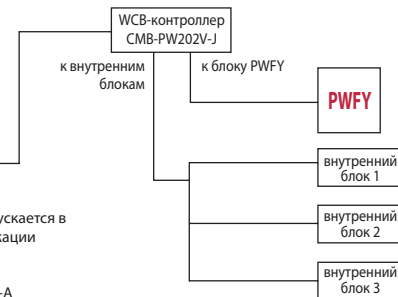 WCB-контроллер
CMB-PW202V-J
к внутренним
блокам
к блоку PWFY
PWFY
внутренний
блок 1
ускается в
кации
внутренний
блок 2
-A
внутренний
блок 3